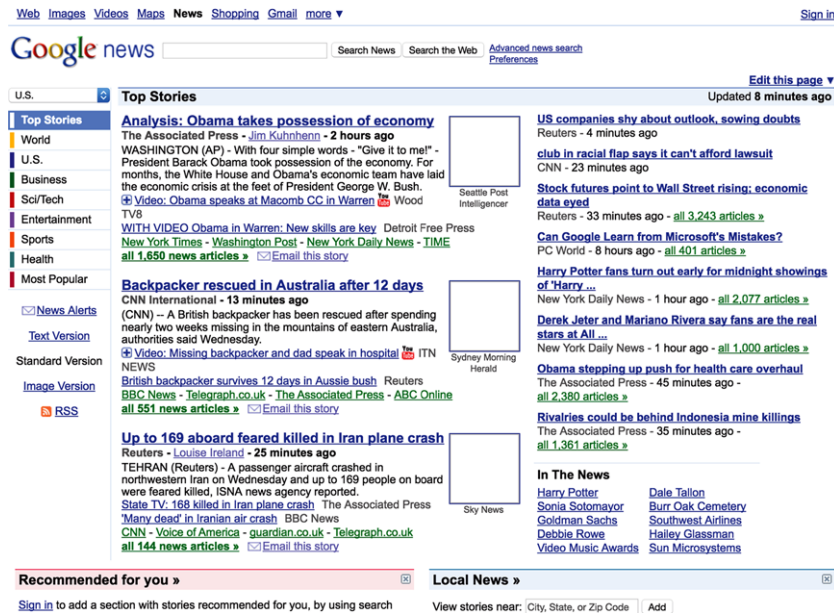 Web Images Videos Maps News Shopping Gmail more ▼
Sign in
Google news
Search News Search the Web
Advanced news search
Preferences
Edit this page ▼
U.S.
Top Stories
Updated 8 minutes ago
Top Stories
World
U.S.
Business
Sci/Tech
Entertainment
Sports
Health
Most Popular
News Alerts
Text Version
Standard Version
Image Version
RSS
Analysis: Obama takes possession of economy
The Associated Press - Jim Kuhnhenn - 2 hours ago
WASHINGTON (AP) - With four simple words - "Give it to me!" -
President Barack Obama took possession of the economy. For
months, the White House and Obama's economic team have laid
the economic crisis at the feet of President George W. Bush.
Video: Obama speaks at Macomb CC in Warren You Tube Wood
TV8
WITH VIDEO Obama in Warren: New skills are key Detroit Free Press
New York Times - Washington Post - New York Daily News - TIME
all 1,650 news articles » Email this story
Seattle Post
Intelligencer
Backpacker rescued in Australia after 12 days
CNN International - 13 minutes ago
(CNN) -- A British backpacker has been rescued after spending
nearly two weeks missing in the mountains of eastern Australia,
authorities said Wednesday.
Video: Missing backpacker and dad speak in hospital You Tube ITN
NEWS
British backpacker survives 12 days in Aussie bush Reuters
BBC News - Telegraph.co.uk - The Associated Press - ABC Online
all 551 news articles » Email this story
Sydney Morning
Herald
Up to 169 aboard feared killed in Iran plane crash
Reuters - Louise Ireland - 25 minutes ago
TEHRAN (Reuters) - A passenger aircraft crashed in
northwestern Iran on Wednesday and up to 169 people on board
were feared killed, ISNA news agency reported.
State TV: 168 killed in Iran plane crash The Associated Press
'Many dead' in Iranian air crash BBC News
CNN - Voice of America - guardian.co.uk - Telegraph.co.uk
all 144 news articles » Email this story
Sky News
US companies shy about outlook, sowing doubts
Reuters - 4 minutes ago
club in racial flap says it can't afford lawsuit
CNN - 23 minutes ago
Stock futures point to Wall Street rising; economic
data eyed
Reuters - 33 minutes ago - all 3,243 articles »
Can Google Learn from Microsoft's Mistakes?
PC World - 8 hours ago - all 401 articles »
Harry Potter fans turn out early for midnight showings
of 'Harry ...
New York Daily News - 1 hour ago - all 2,077 articles »
Derek Jeter and Mariano Rivera say fans are the real
stars at All ...
New York Daily News - 1 hour ago - all 1,000 articles »
Obama stepping up push for health care overhaul
The Associated Press - 45 minutes ago -
all 2,380 articles »
Rivalries could be behind Indonesia mine killings
The Associated Press - 35 minutes ago -
all 1,361 articles »
In The News
Harry Potter Dale Tallon
Sonia Sotomayor Burr Oak Cemetery
Goldman Sachs Southwest Airlines
Debbie Rowe Hailey Glassman
Video Music Awards Sun Microsystems
Recommended for you »
Sign in to add a section with stories recommended for you, by using search
Local News »
View stories near: City, State, or Zip Code Add